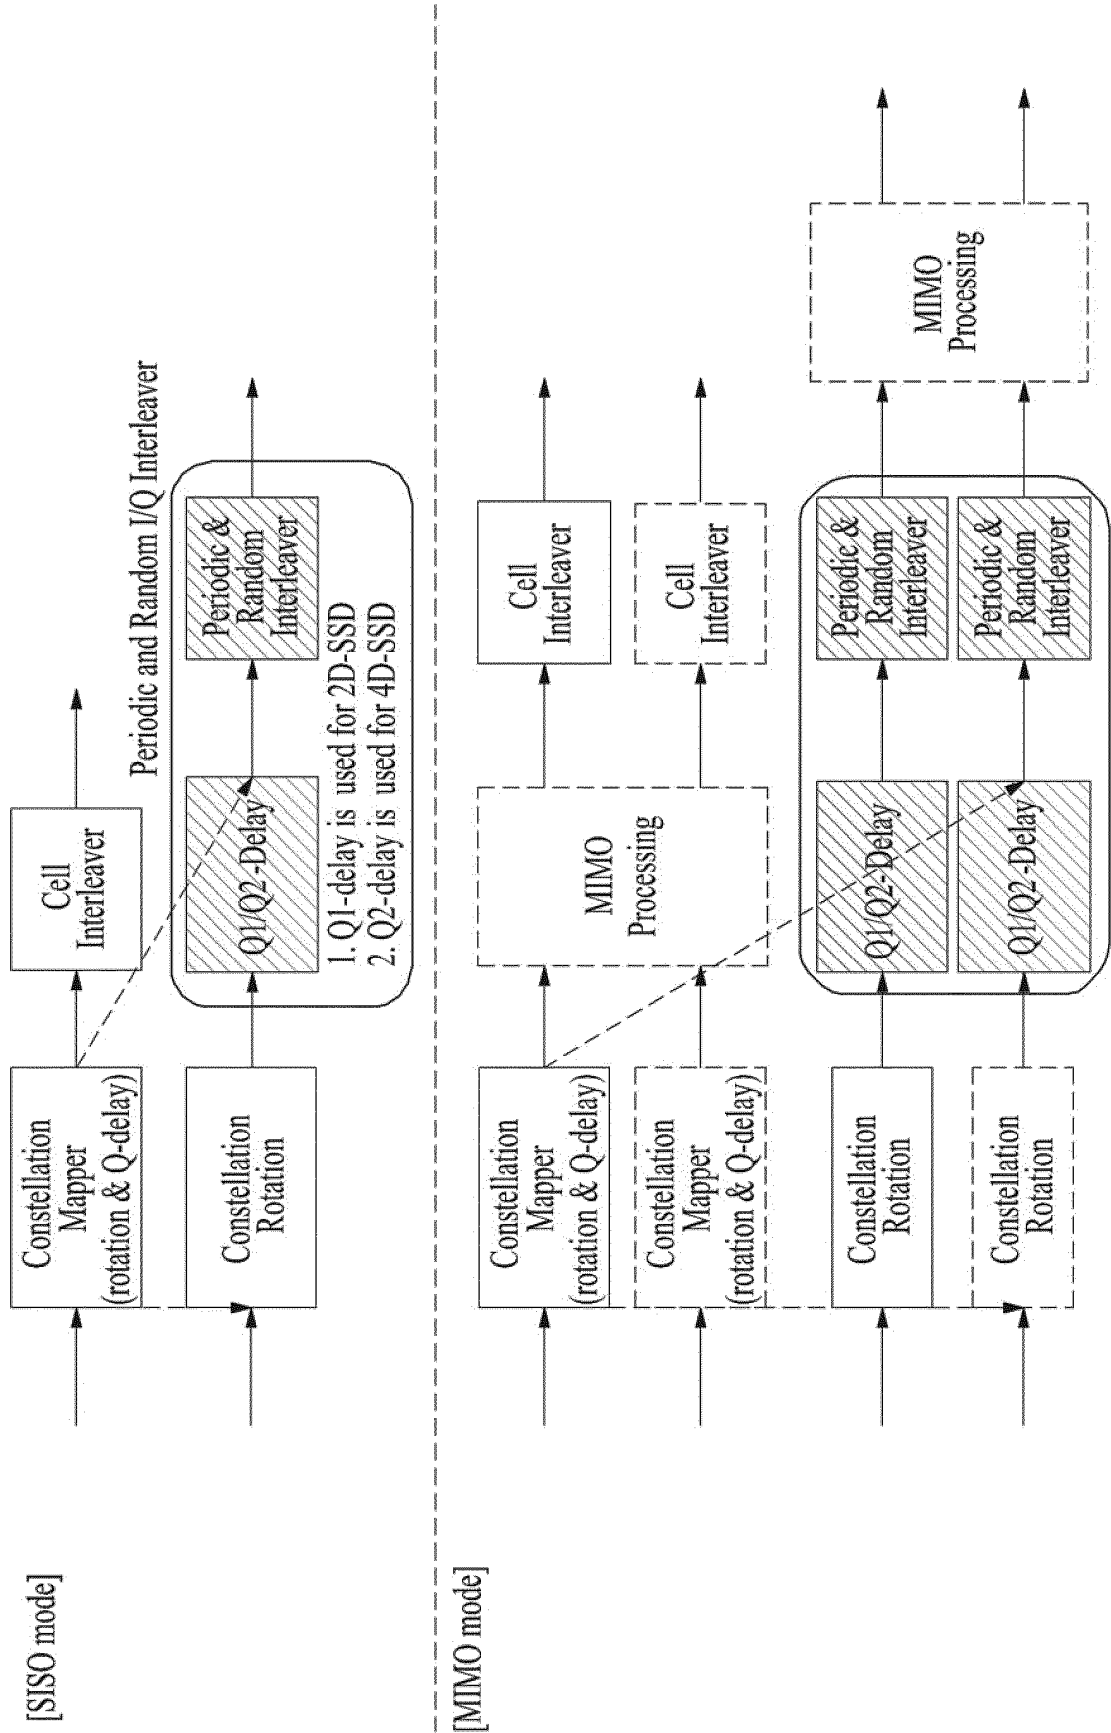 [SISO mode]
Constellation
Mapper
(rotation & Q-delay)
Cell
Interleaver
Periodic and Random I/Q Interleaver
Constellation
Rotation
Q1/Q2-Delay
Periodic &
Random
Interleaver
1. Q1-delay is used for 2D-SSD
2. Q2-delay is used for 4D-SSD
[MIMO mode]
Constellation
Mapper
(rotation & Q-delay)
Constellation
Mapper
(rotation & Q-delay)
MIMO
Processing
Cell
Interleaver
Cell
Interleaver
Constellation
Rotation
Q1/Q2-Delay
Periodic &
Random
Interleaver
Constellation
Rotation
Q1/Q2-Delay
Periodic &
Random
Interleaver
MIMO
Processing